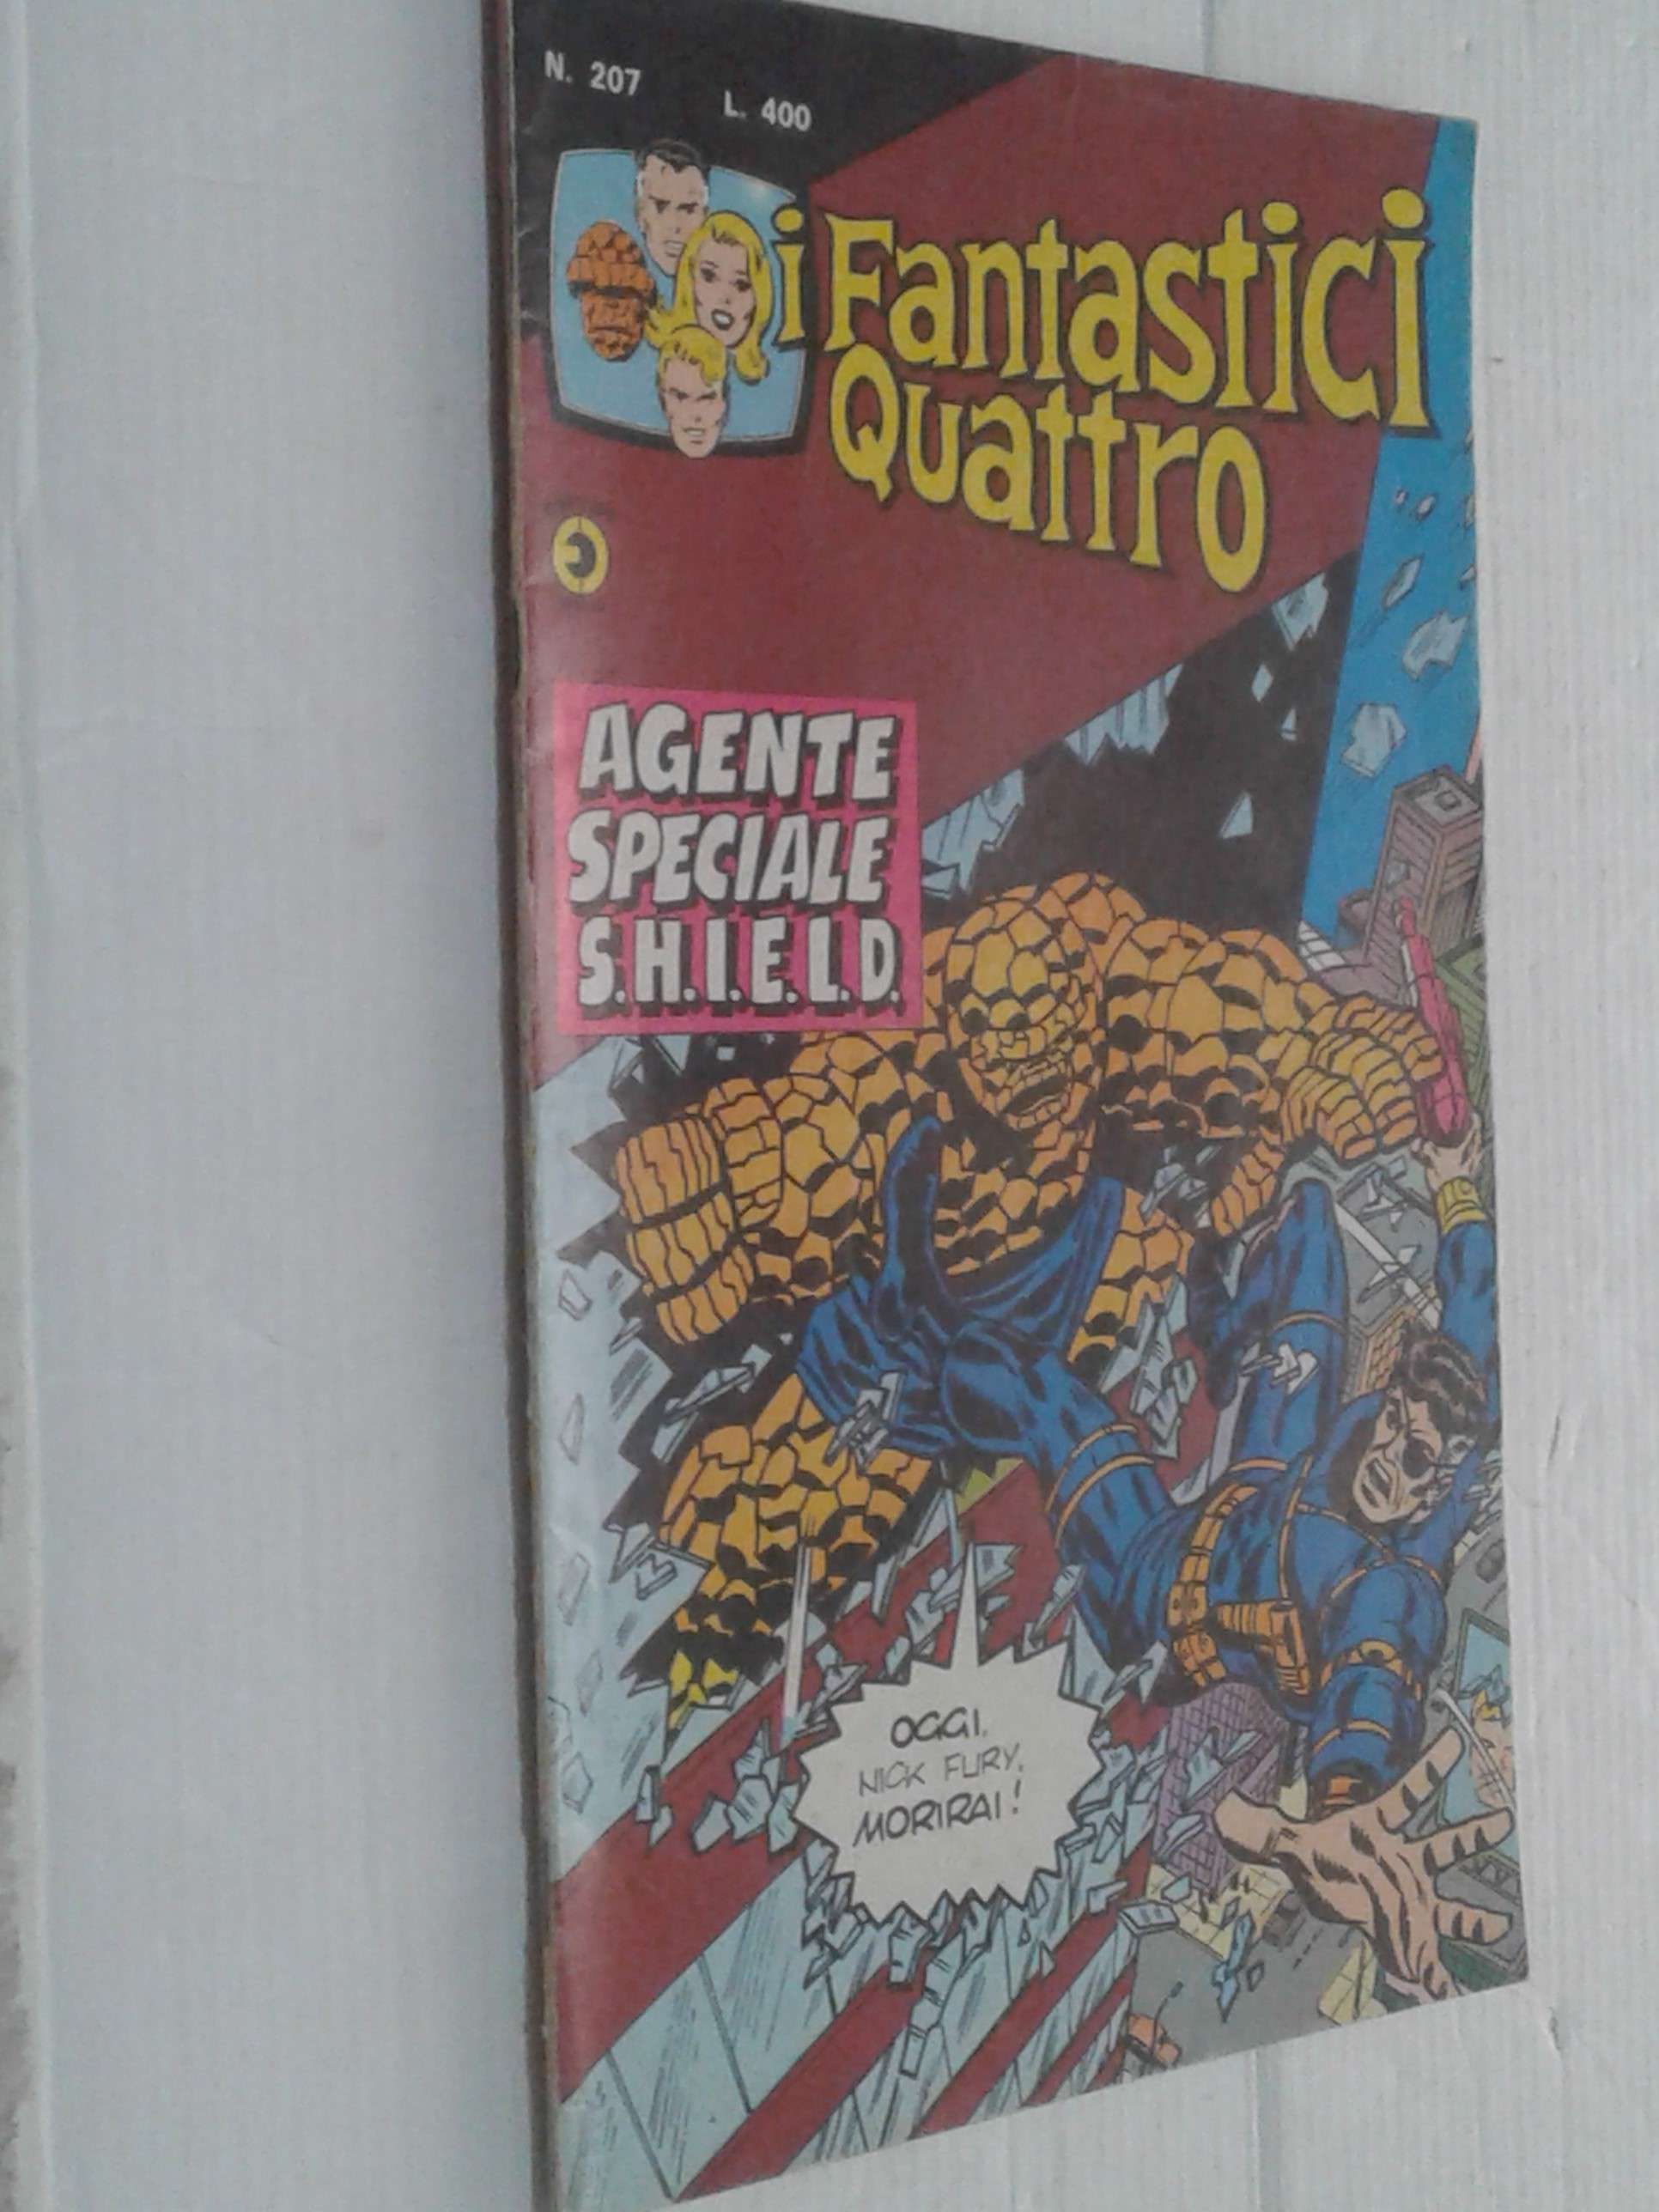 N. 207
L. 400
i Fantastici
Quattro
AGENTE
SPECIALE
S.H.I.E.L.D.
OGGI,
NICK FURY,
MORIRAI!